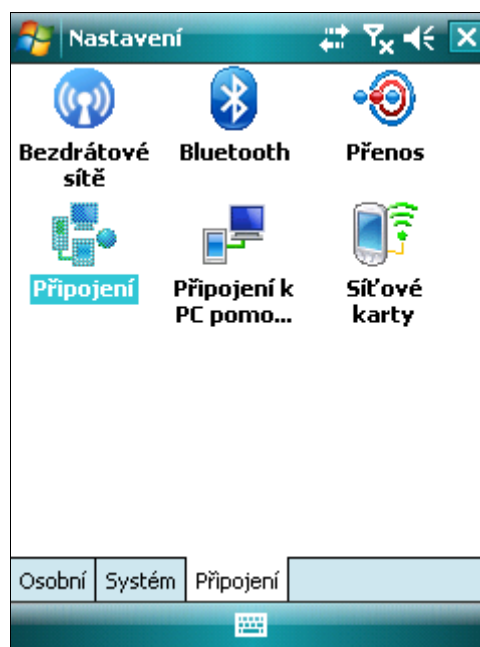 Nastavení
Bezdrátové
sítě
Bluetooth
Přenos
Připojení
Připojení k
PC pomo...
Síťové
karty
Osobní Systém Připojení